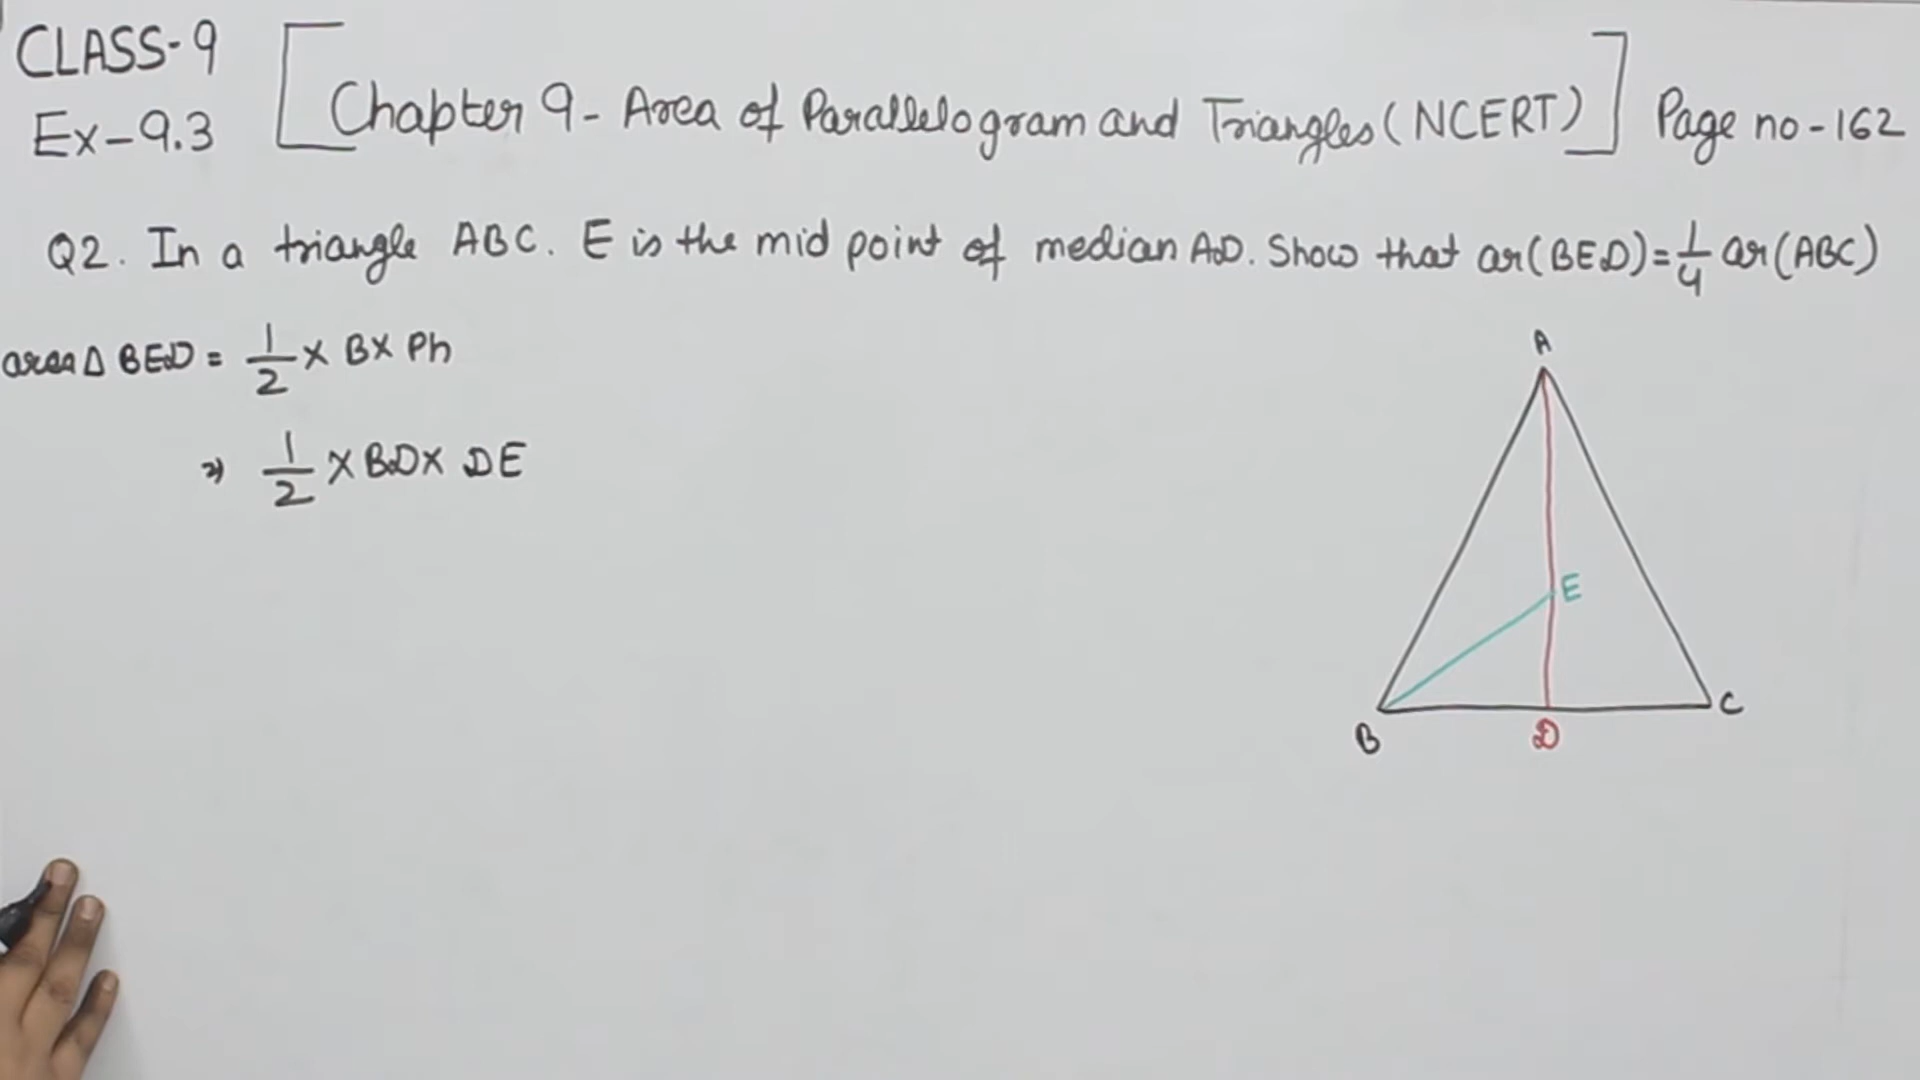 CLASS-9
Ex-9.3 [Chapter 9- Area of Parallelogram and Triangles (NCERT)] Page no-162
Q2. In a triangle ABC. E is the mid point of median AD. Show that ar(BED)=1/4 ar(ABC)
area Δ BED = 1/2 × B× Ph
⇒ 1/2 × BD× DE
A
E
B
D
C